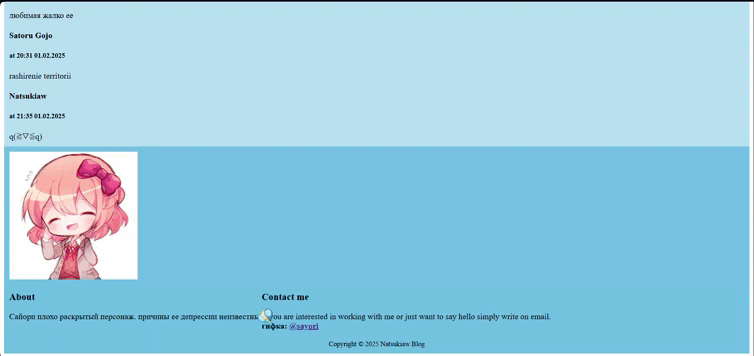 любимая жалко ее
Satoru Gojo
at 20:31 01.02.2025
rashirenie territorii
Natsukiaw
at 21:35 01.02.2025
q(≧▽≦q)
About
Сайори плохо раскрытый персонаж. причины ее депрессии неизвестны
Contact me
you are interested in working with me or just want to say hello simply write on email.
гифка: @sayori
Copyright © 2025 Natsukiaw Blog